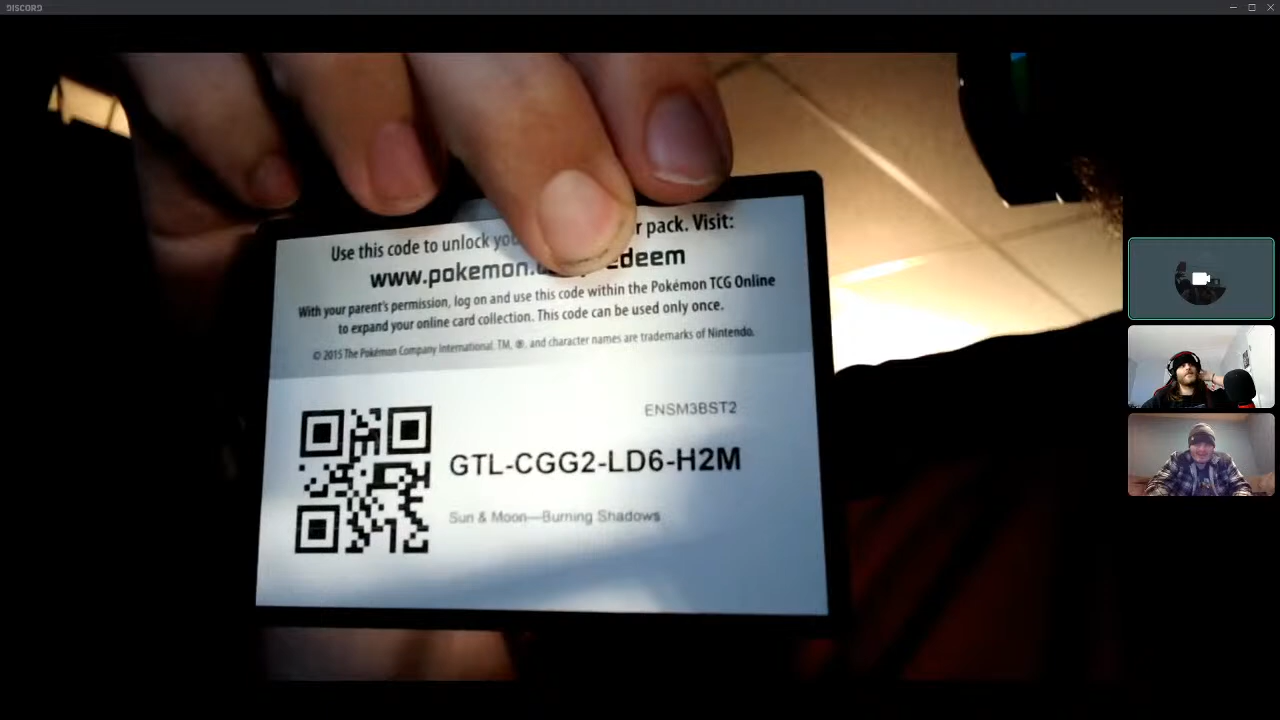 DISCORD
Use this code to unlock pack. Visit:
www.pokemon. redeem
With your parent's permission, log on and use this code within the Pokémon TCG Online
to expand your online card collection. This code can be used only once.
© 2015 The Pokémon Company International. TM, ®, and character names are trademarks of Nintendo.
ENSM3BST2
GTL-CGG2-LD6-H2M
Sun & Moon—Burning Shadows